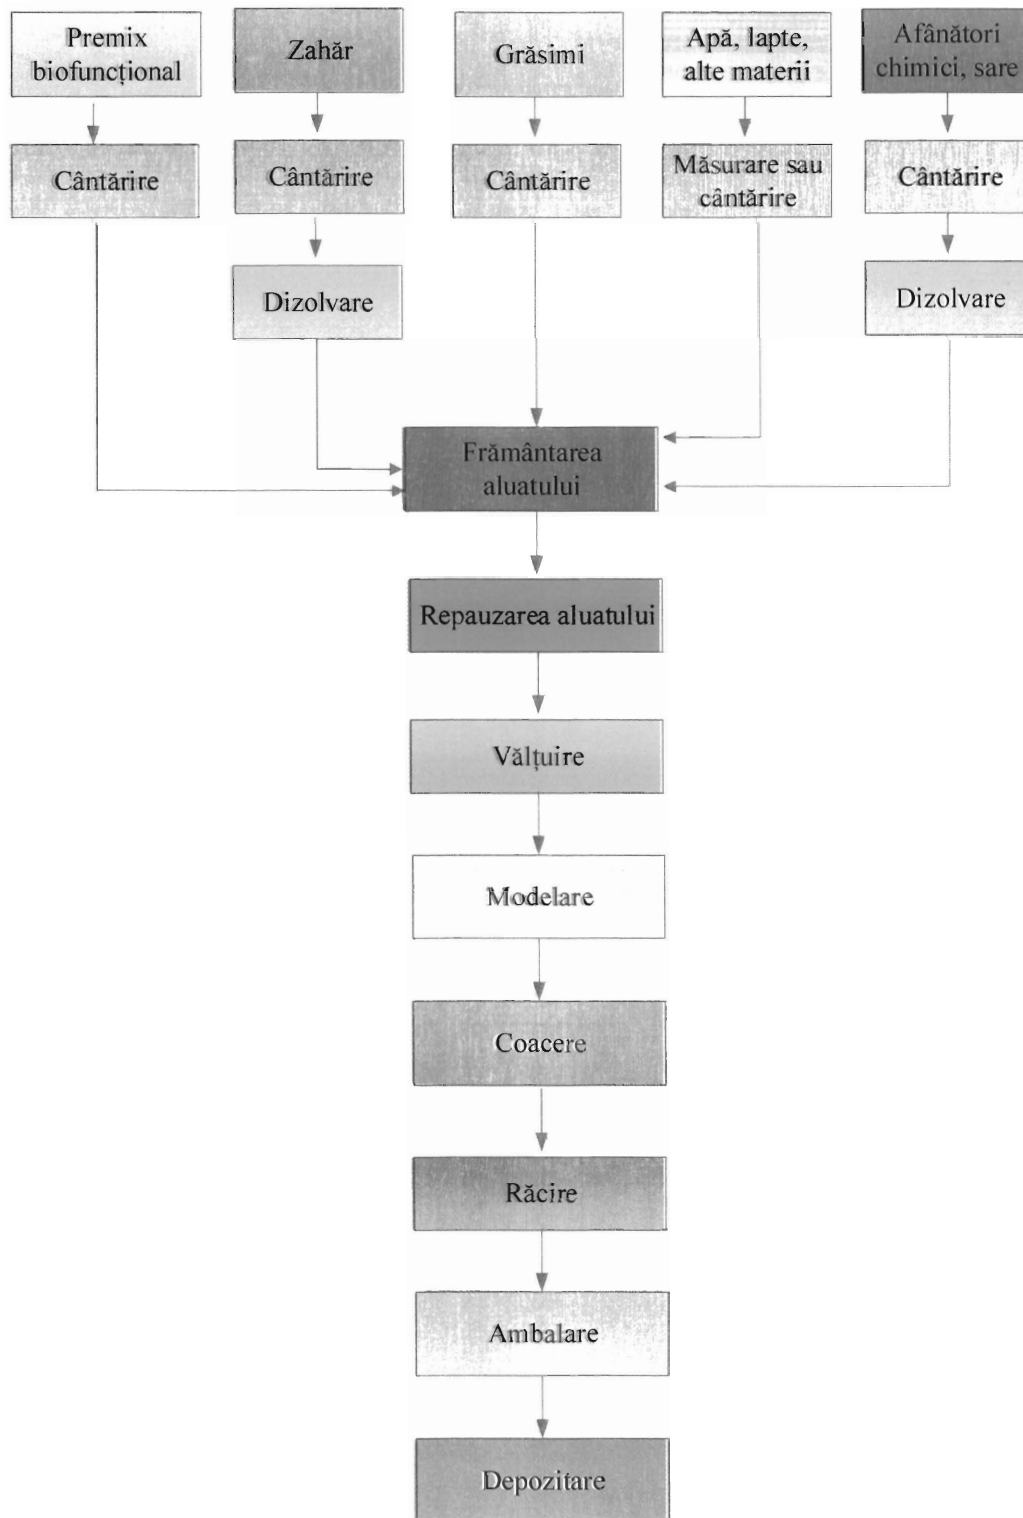 Premix
biofuncțional
Zahăr
Grăsimi
Apă, lapte,
alte materii
Afânători
chimici, sare
Cântărire
Cântărire
Cântărire
Măsurare sau
cântărire
Cântărire
Dizolvare
Dizolvare
Frământarea
aluatului
Repauzarea aluatului
Vălțuire
Modelare
Coacere
Răcire
Ambalare
Depozitare